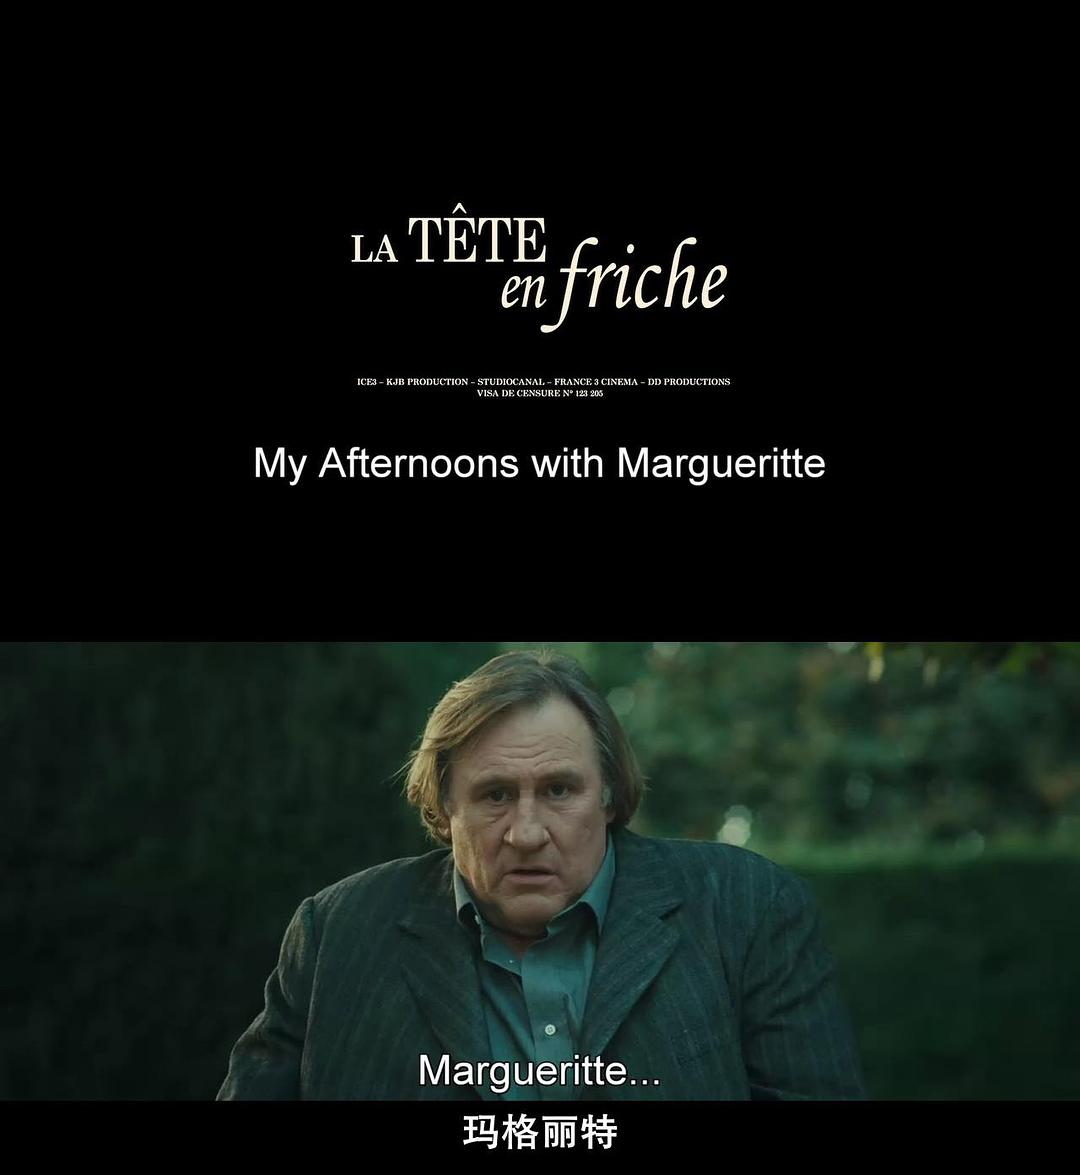 LA TÊTE
en friche
ICE3 – KJB PRODUCTION – STUDIOCANAL – FRANCE 3 CINEMA – DD PRODUCTIONS
VISA DE CENSURE Nº 123 205
My Afternoons with Margueritte
Margueritte...
玛格丽特